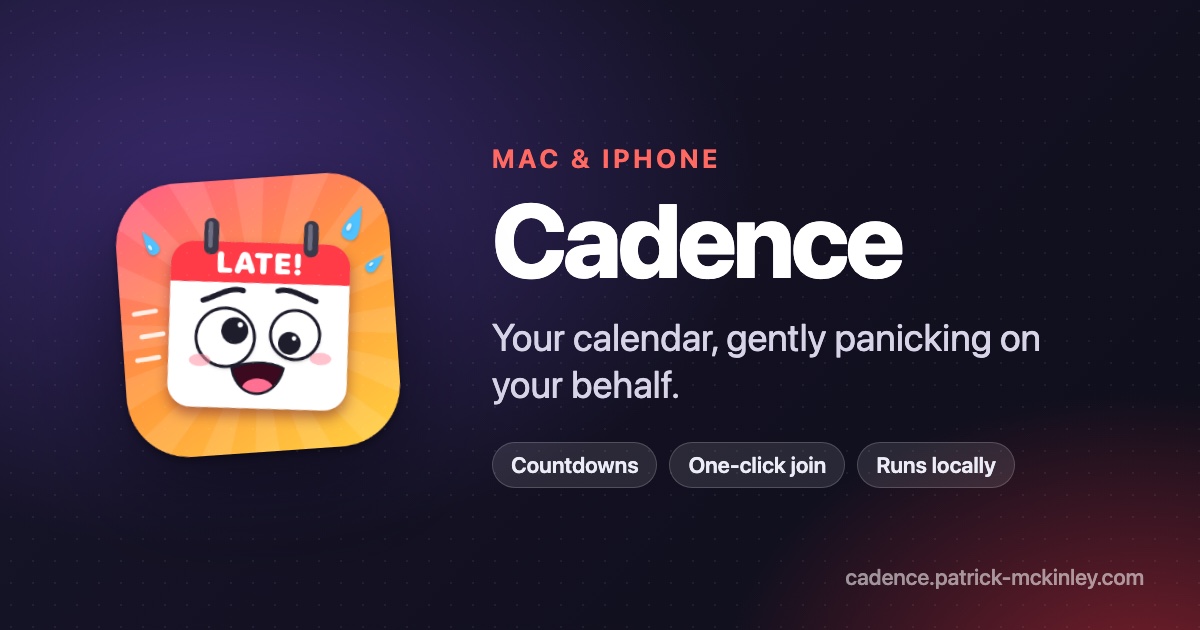 LATE!
MAC & IPHONE
Cadence
Your calendar, gently panicking on
your behalf.
Countdowns
One-click join
Runs locally
cadence.patrick-mckinley.com